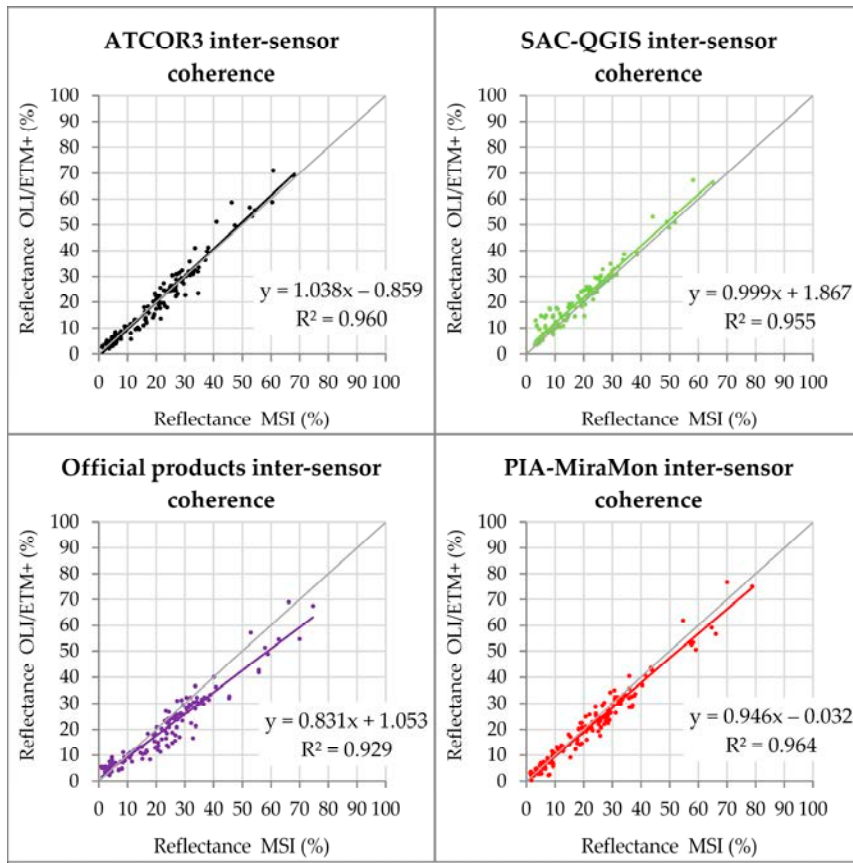 ATCOR3 inter-sensor
coherence
Reflectance OLI/ETM+ (%)
100
90
80
70
60
50
40
30
20
10
0
y = 1.038x – 0.859
R² = 0.960
0 10 20 30 40 50 60 70 80 90 100
Reflectance MSI (%)
SAC-QGIS inter-sensor
coherence
Reflectance OLI/ETM+ (%)
100
90
80
70
60
50
40
30
20
10
0
y = 0.999x + 1.867
R² = 0.955
0 10 20 30 40 50 60 70 80 90 100
Reflectance MSI (%)
Official products inter-sensor
coherence
Reflectance OLI/ETM+ (%)
100
90
80
70
60
50
40
30
20
10
0
y = 0.831x + 1.053
R² = 0.929
0 10 20 30 40 50 60 70 80 90 100
Reflectance MSI (%)
PIA-MiraMon inter-sensor
coherence
Reflectance OLI/ETM+ (%)
100
90
80
70
60
50
40
30
20
10
0
y = 0.946x – 0.032
R² = 0.964
0 10 20 30 40 50 60 70 80 90 100
Reflectance MSI (%)